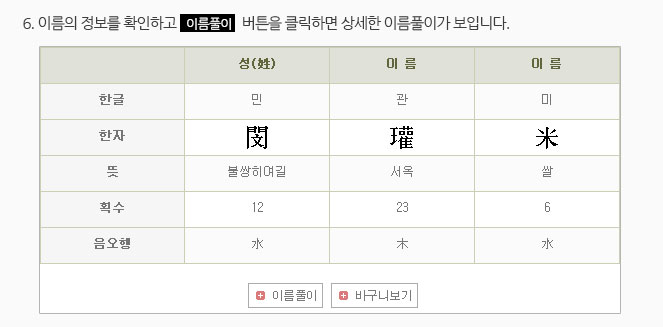 6. 이름의 정보를 확인하고 이름풀이 버튼을 클릭하면 상세한 이름풀이가 보입니다.
성(姓) 이 름 이 름
한글 민 관 미
한자 閔 瓘 米
뜻 불쌍히여길 서옥 쌀
획수 12 23 6
음오행 水 木 水
이름풀이 바구니보기